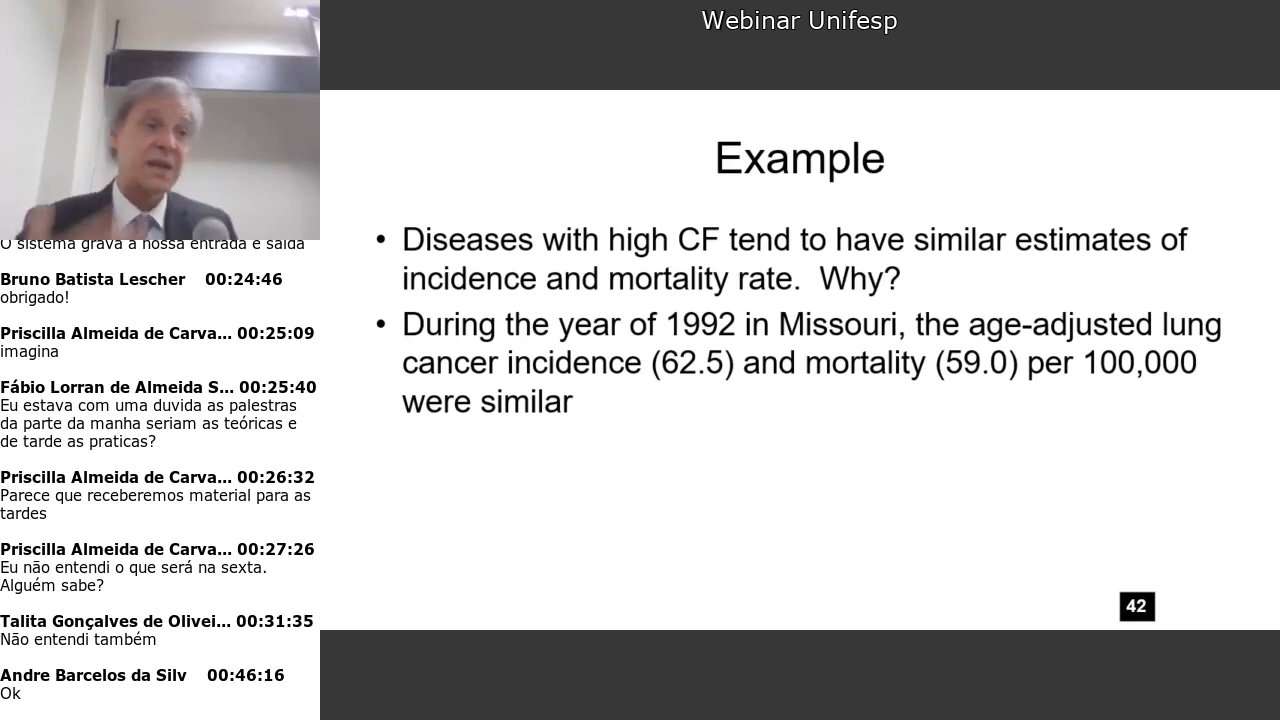 Webinar Unifesp
O sistema grava a nossa entrada e saída
Bruno Batista Lescher 00:24:46
obrigado!
Priscilla Almeida de Carva... 00:25:09
imagina
Fábio Lorran de Almeida S... 00:25:40
Eu estava com uma duvida as palestras
da parte da manha seriam as teóricas e
de tarde as praticas?
Priscilla Almeida de Carva... 00:26:32
Parece que receberemos material para as
tardes
Priscilla Almeida de Carva... 00:27:26
Eu não entendi o que será na sexta.
Alguém sabe?
Talita Gonçalves de Olivei... 00:31:35
Não entendi também
Andre Barcelos da Silv 00:46:16
Ok
Example
• Diseases with high CF tend to have similar estimates of
incidence and mortality rate. Why?
• During the year of 1992 in Missouri, the age-adjusted lung
cancer incidence (62.5) and mortality (59.0) per 100,000
were similar
42